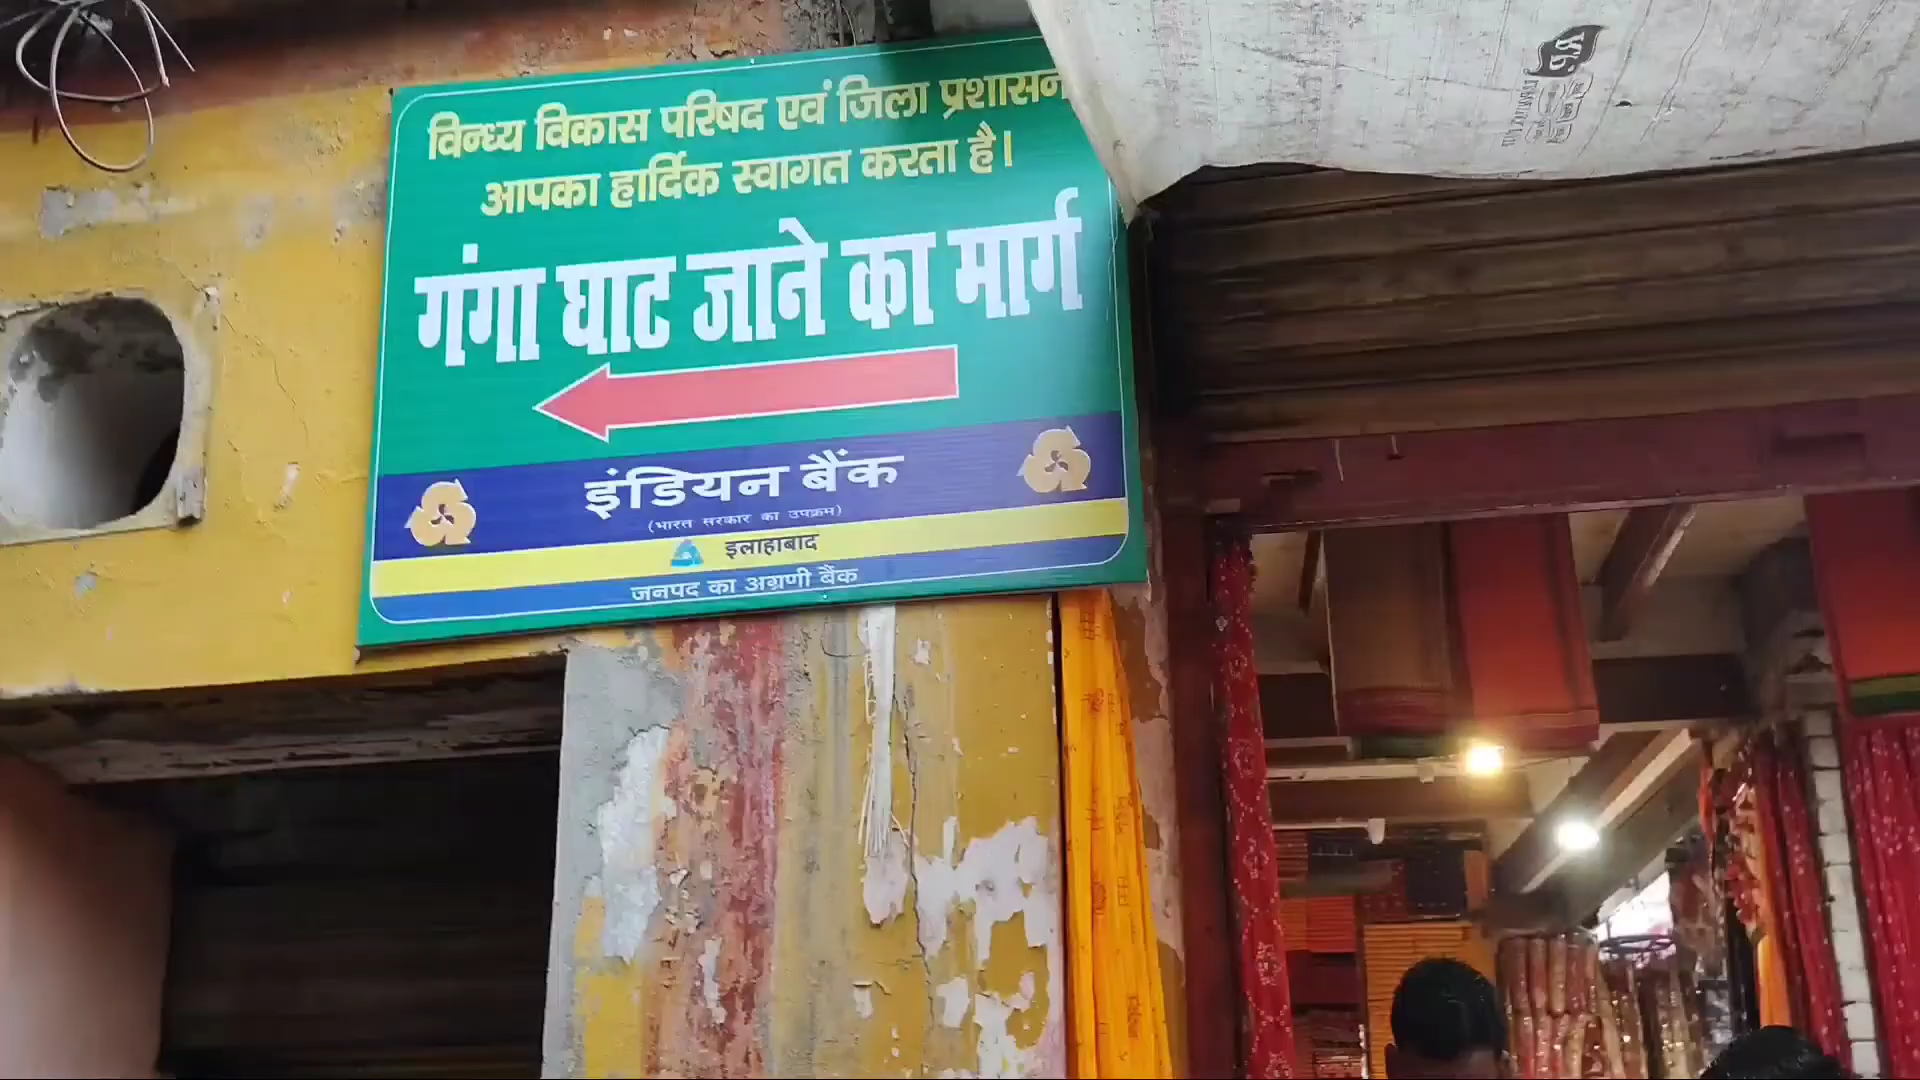 विन्ध्य विकास परिषद एवं जिला प्रशासन
आपका हार्दिक स्वागत करता है।
गंगा घाट जाने का मार्ग
इंडियन बैंक
(भारत सरकार का उपक्रम)
इलाहाबाद
जनपद का अग्रणी बैंक